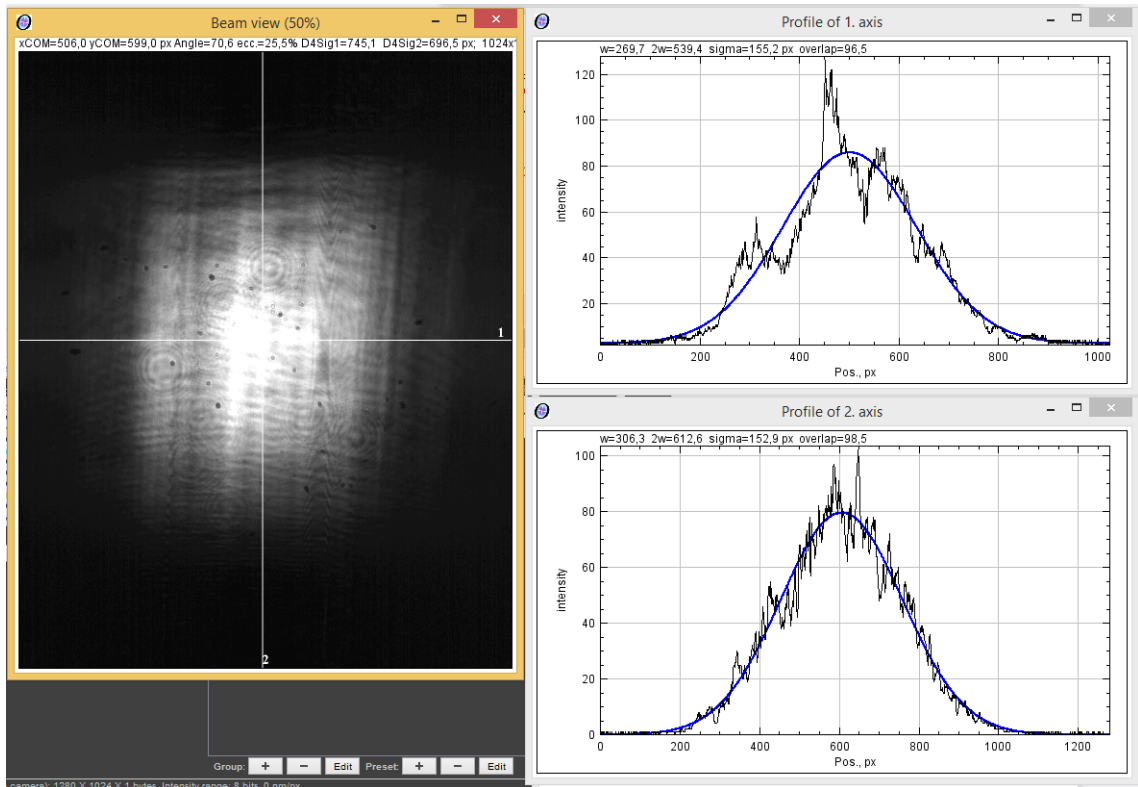 Beam view (50%)
xCOM=506,0 yCOM=599,0 px Angle=70,6 ecc.=25,5% D4Sig1=745,1 D4Sig2=696,5 px; 1024x
1
2
Group: + − Edit Preset: + − Edit
camera): 1280 X 1024 X 1 bytes. Intensity range: 8 bits, 0 nm/px
Profile of 1. axis
w=269,7 2w=539,4 sigma=155,2 px overlap=96,5
120
100
80
60
40
20
intensity
0 200 400 600 800 1000
Pos., px
Profile of 2. axis
w=306,3 2w=612,6 sigma=152,9 px overlap=98,5
100
80
60
40
20
0
intensity
0 200 400 600 800 1000 1200
Pos., px